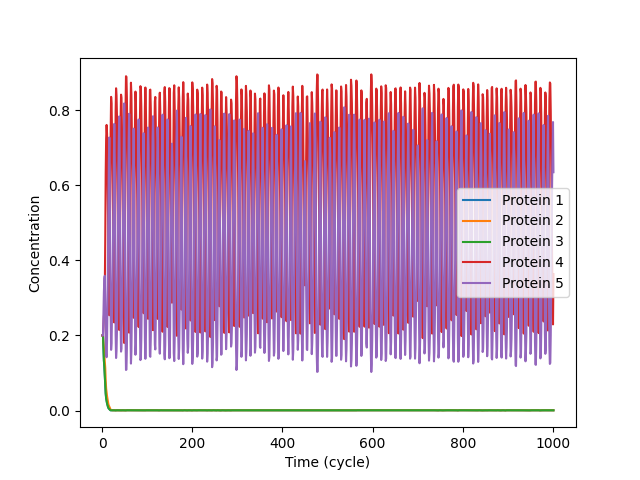 Concentration
0.8
0.6
0.4
0.2
0.0
Protein 1
Protein 2
Protein 3
Protein 4
Protein 5
0 200 400 600 800 1000
Time (cycle)